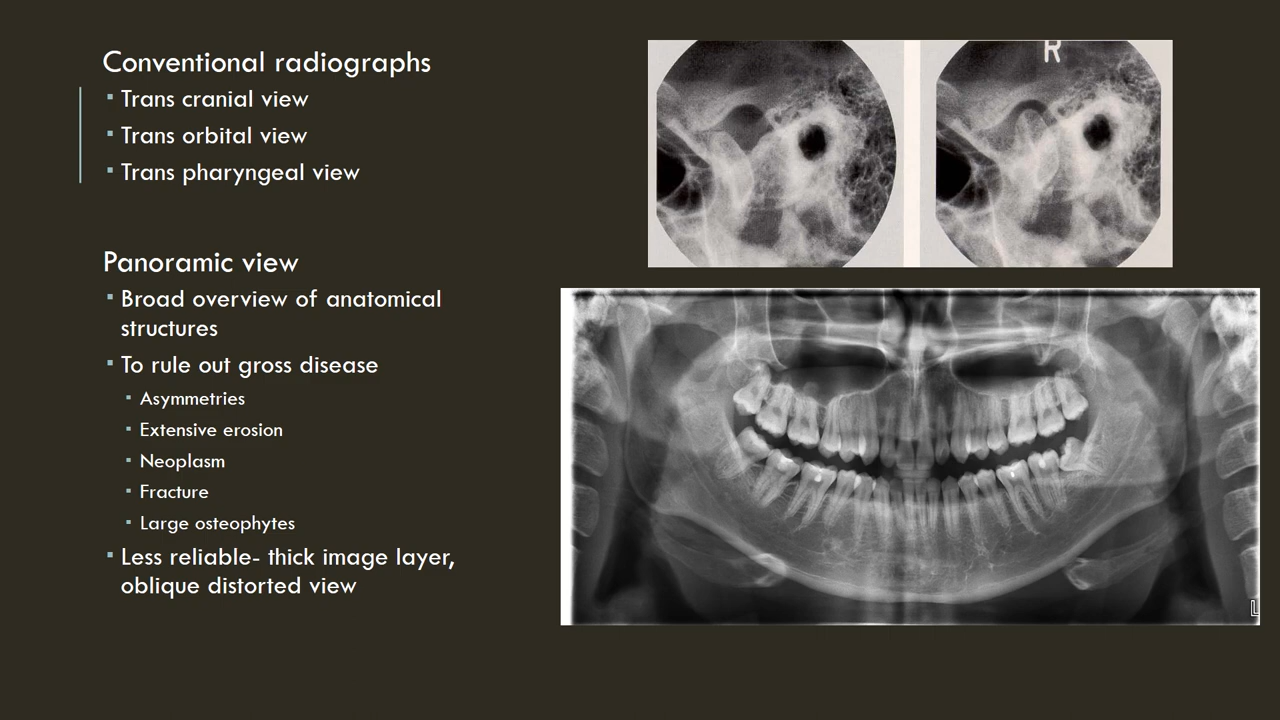 Conventional radiographs
▪ Trans cranial view
▪ Trans orbital view
▪ Trans pharyngeal view
Panoramic view
▪ Broad overview of anatomical
structures
▪ To rule out gross disease
▪ Asymmetries
▪ Extensive erosion
▪ Neoplasm
▪ Fracture
▪ Large osteophytes
▪ Less reliable- thick image layer,
oblique distorted view
R
L